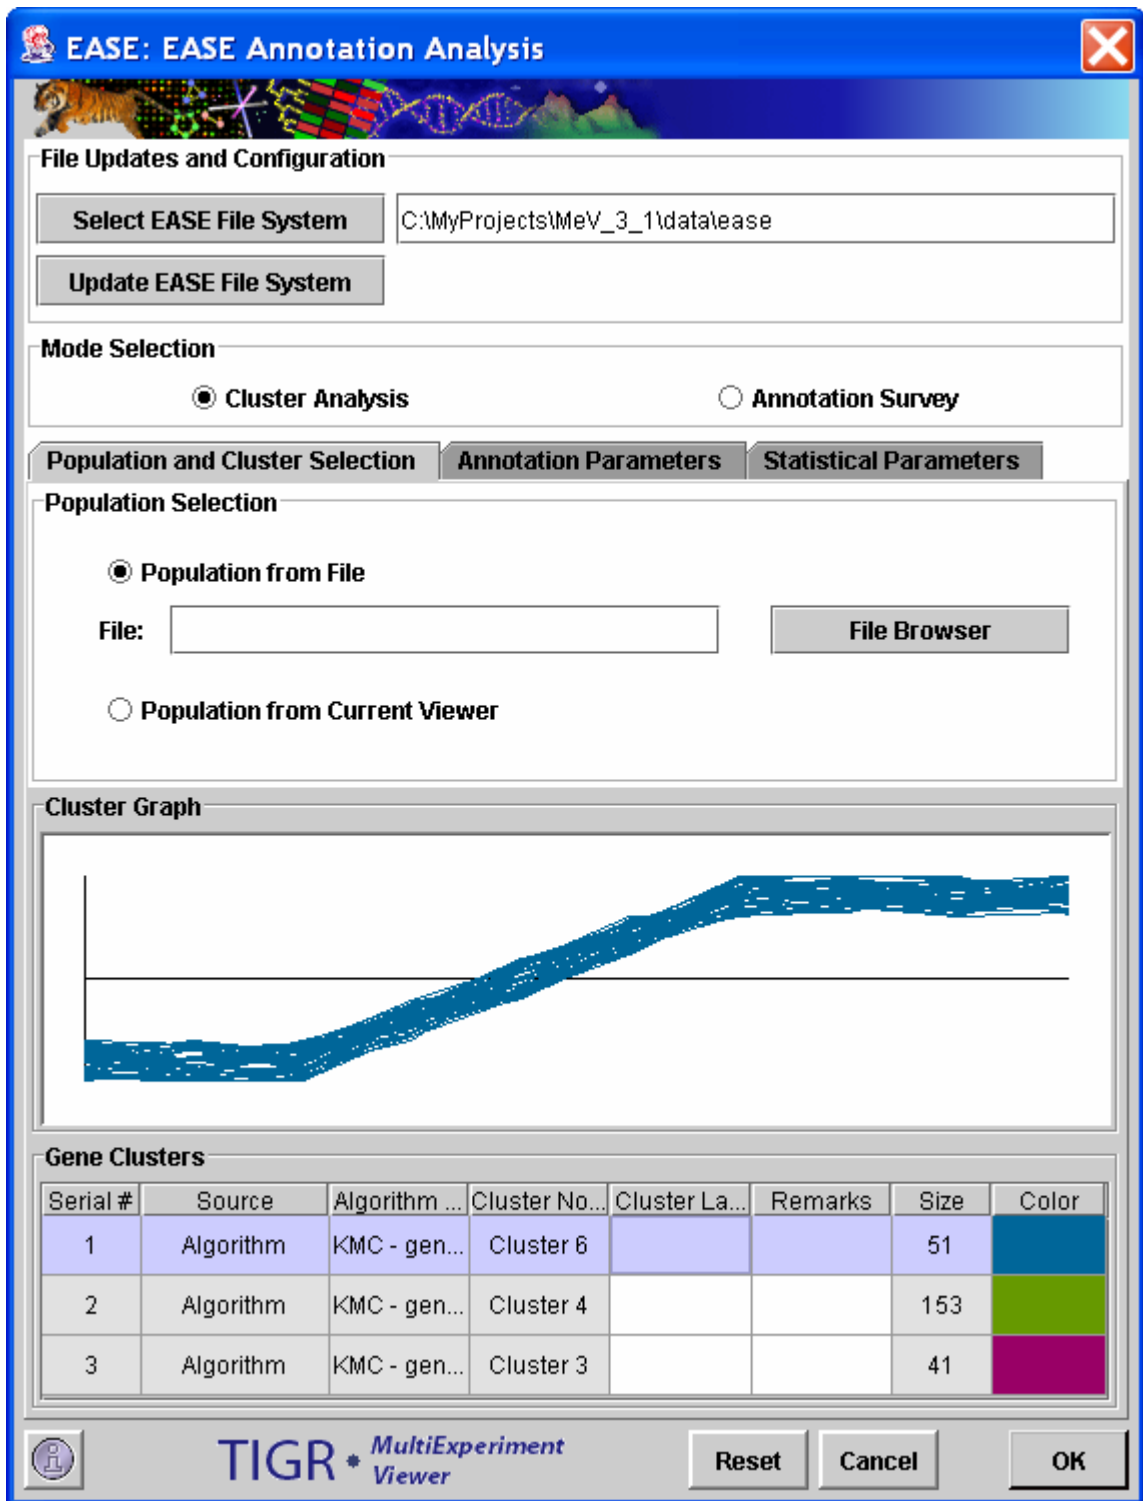 EASE: EASE Annotation Analysis
File Updates and Configuration
Select EASE File System C:\MyProjects\MeV_3_1\data\ease
Update EASE File System
Mode Selection
Cluster Analysis Annotation Survey
Population and Cluster Selection Annotation Parameters Statistical Parameters
Population Selection
Population from File
File: File Browser
Population from Current Viewer
Cluster Graph
Gene Clusters
Serial # Source Algorithm ... Cluster No... Cluster La... Remarks Size Color
1 Algorithm KMC - gen... Cluster 6 51
2 Algorithm KMC - gen... Cluster 4 153
3 Algorithm KMC - gen... Cluster 3 41
TIGR MultiExperiment Viewer Reset Cancel OK